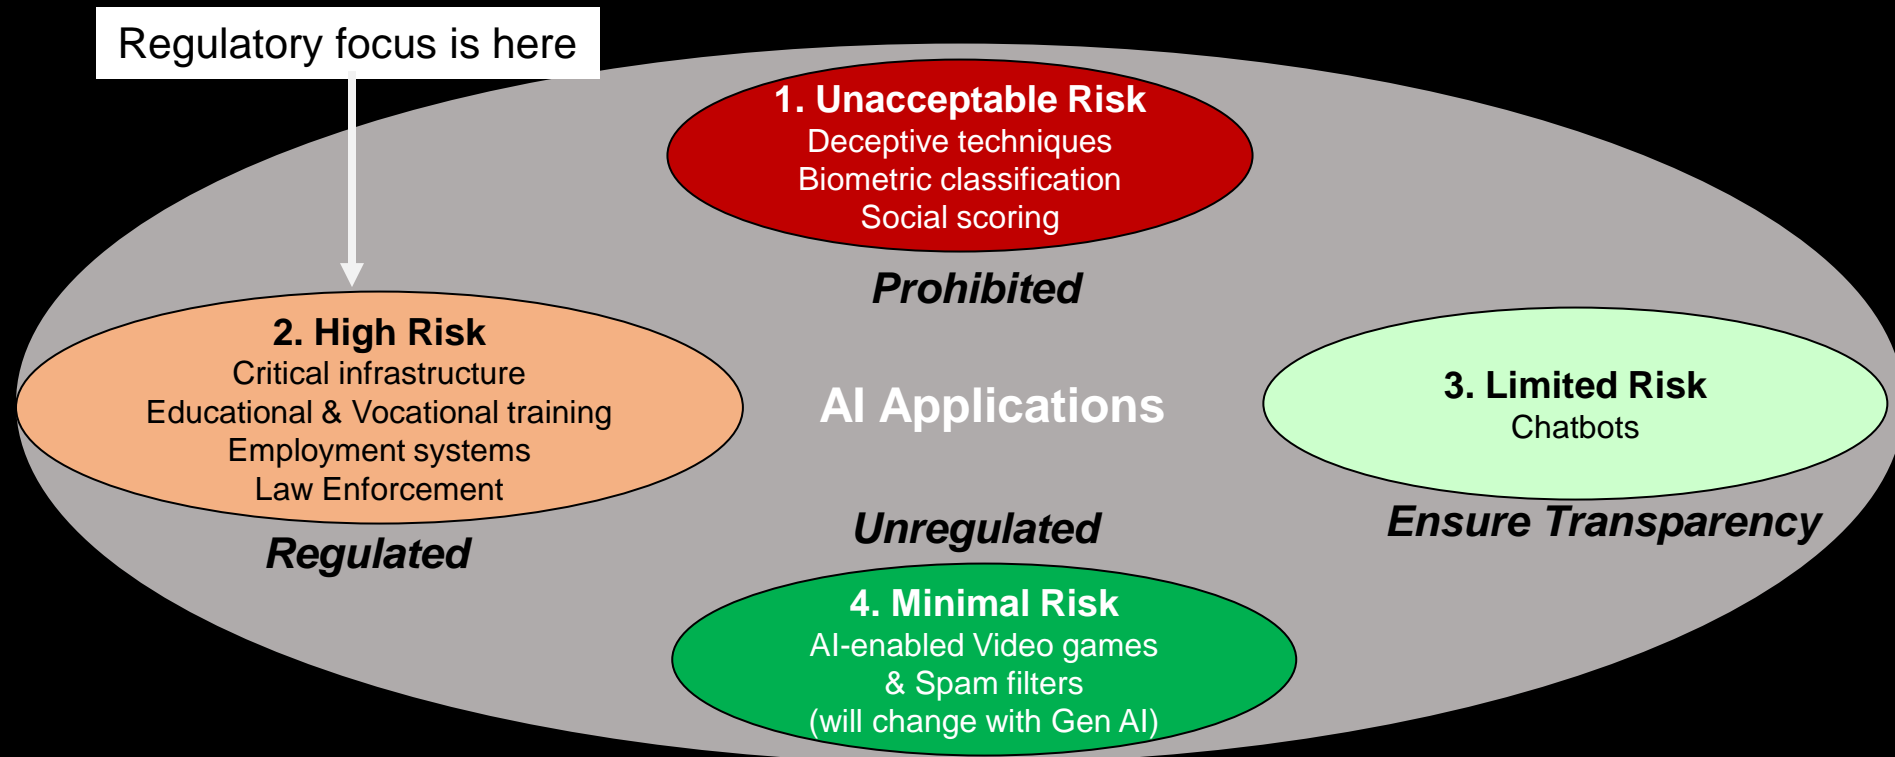 Regulatory focus is here
1. Unacceptable Risk
Deceptive techniques
Biometric classification
Social scoring
Prohibited
2. High Risk
Critical infrastructure
Educational & Vocational training
Employment systems
Law Enforcement
Regulated
AI Applications
3. Limited Risk
Chatbots
Ensure Transparency
Unregulated
4. Minimal Risk
AI-enabled Video games
& Spam filters
(will change with Gen AI)